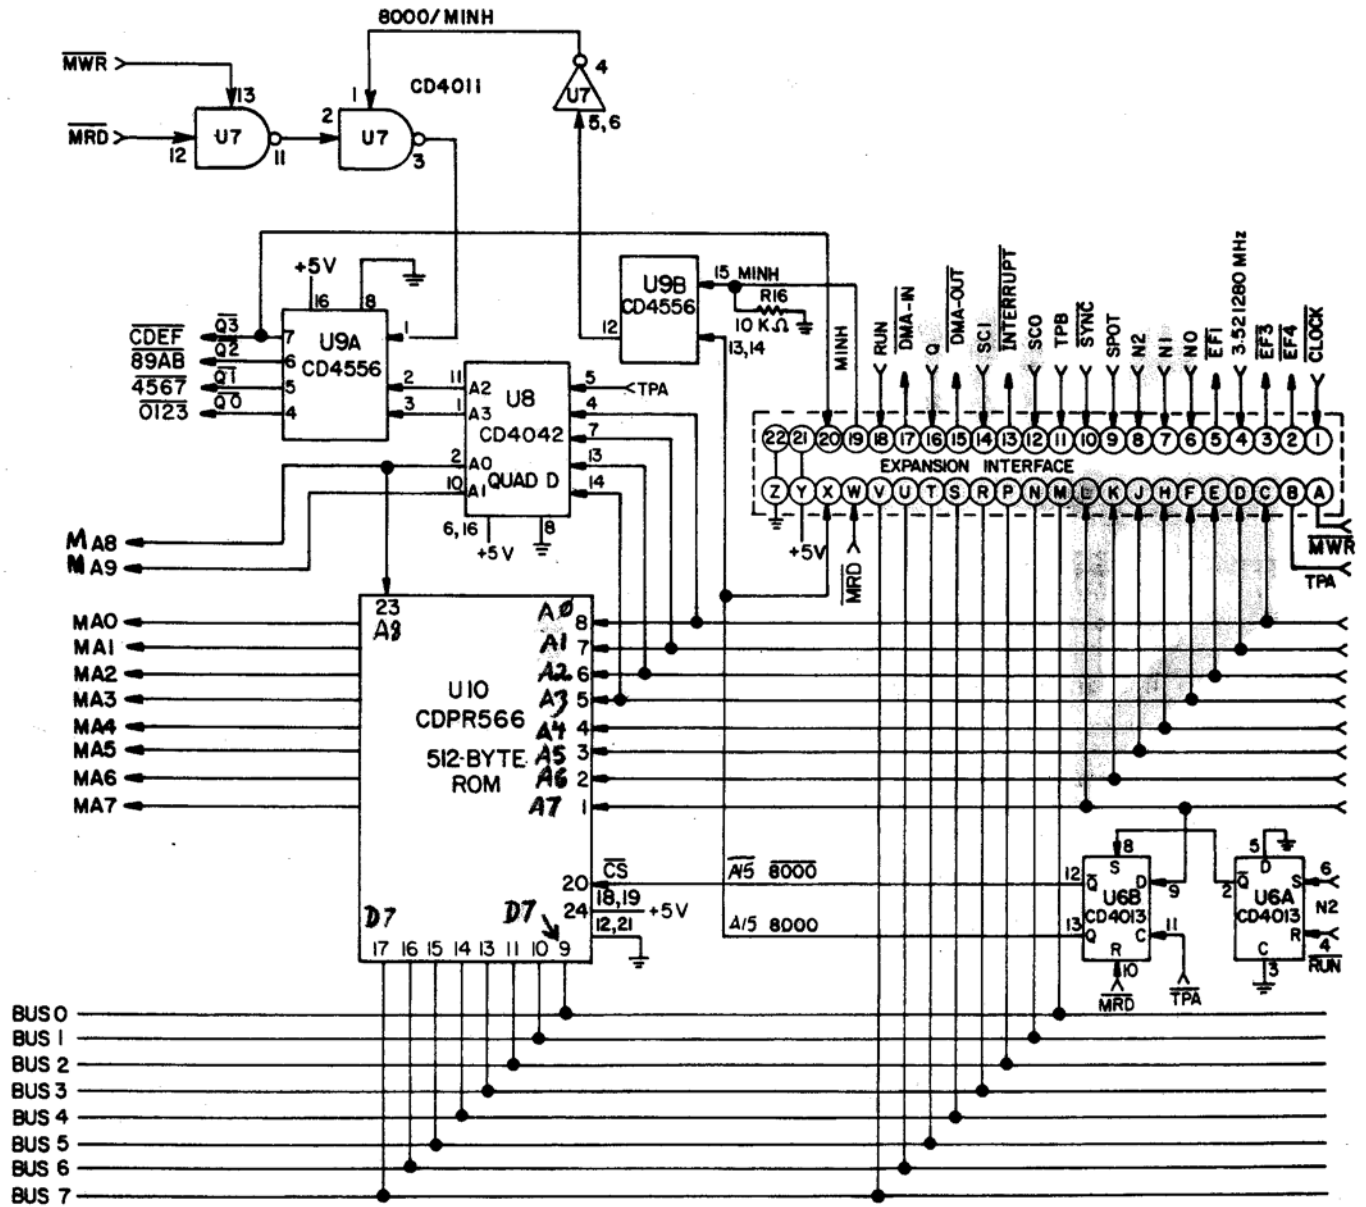 8000/MINH
MWR
13
1
CD4011
4
U7
5,6
MRD
12
U7
11
2
U7
3
+5V
16
8
1
U9A
CD4556
CDEF
Q3
7
89AB
Q2
6
4567
Q1
5
0123
Q0
4
2
3
11
A2
1
A3
2
A0
10
A1
U8
CD4042
QUAD D
5
TPA
4
7
13
14
6,16
+5V
8
U9B
CD4556
12
15
MINH
R16
10 KΩ
13,14
MINH
RUN
DMA-IN
Q
DMA-OUT
SC1
INTERRUPT
SC0
TPB
SYNC
SPOT
N2
N1
N0
EF1
3.521280 MHz
EF3
EF4
CLOCK
22 21 20 19 18 17 16 15 14 13 12 11 10 9 8 7 6 5 4 3 2 1
EXPANSION INTERFACE
Z Y X W V U T S R P N M L K J H F E D C B A
+5V
MRD
MWR
TPA
MA8
MA9
MA0
MA1
MA2
MA3
MA4
MA5
MA6
MA7
23
A8
U10
CDPR566
512-BYTE
ROM
AØ 8
A1 7
A2 6
A3 5
A4 4
A5 3
A6 2
A7 1
CS
20
18,19
24
+5V
12,21
A15 8000
A15 8000
D7
D7
17 16 15 14 13 11 10 9
8
S
12
Q
D
9
U6B
CD4013
13
Q
C
11
R
10
MRD
TPA
5
D
2
Q
S
6
U6A
CD4013
N2
R
4
RUN
C
3
BUS 0
BUS 1
BUS 2
BUS 3
BUS 4
BUS 5
BUS 6
BUS 7